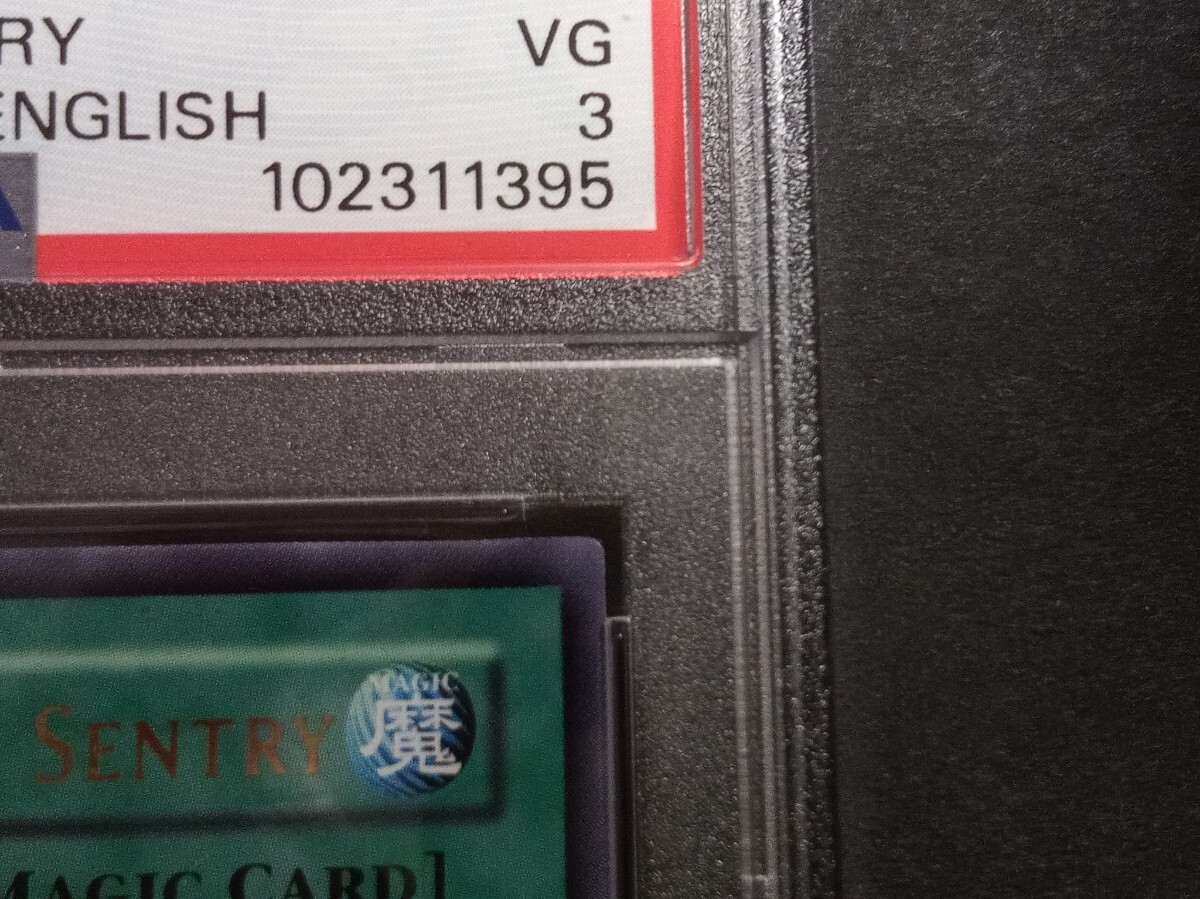 RY VG
ENGLISH 3
102311395
SENTRY
MAGIC
魔
MAGIC CARD]